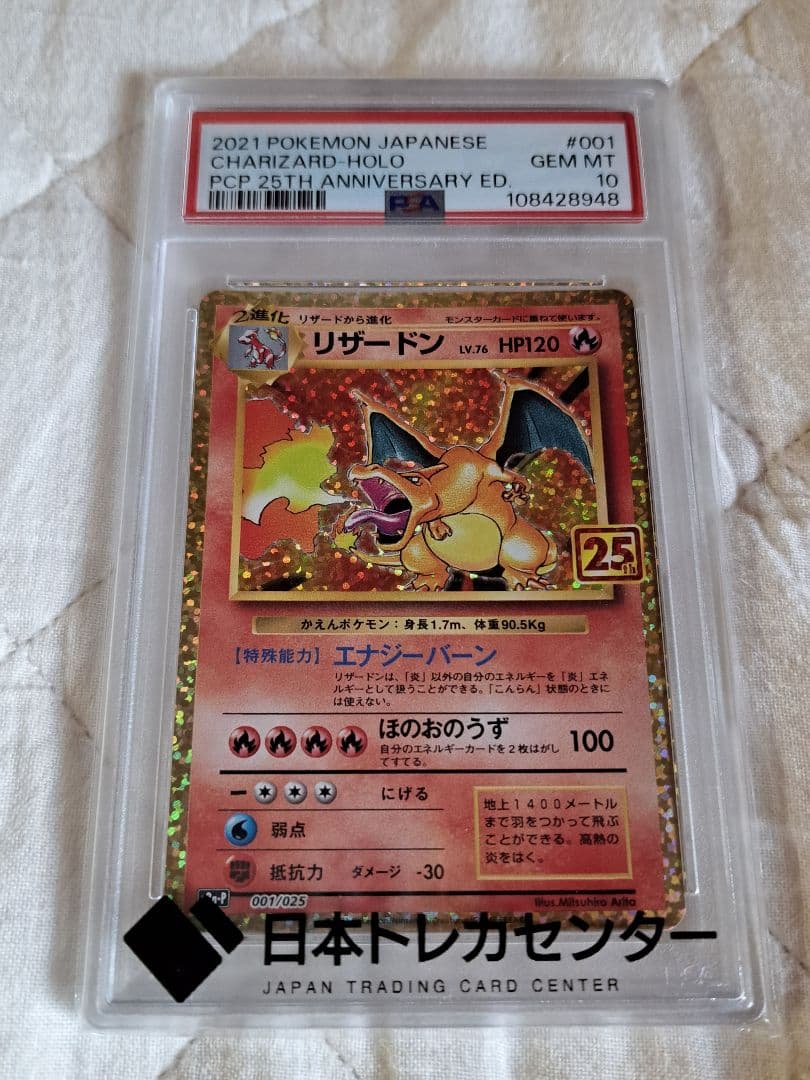 2021 POKEMON JAPANESE #001
CHARIZARD-HOLO GEM MT
PCP 25TH ANNIVERSARY ED. 10
PSA 108428948
2進化 リザードから進化 モンスターカードに重ねて使います。
リザードン LV.76 HP120
25th
かえんポケモン：身長1.7m、体重90.5Kg
【特殊能力】 エナジーバーン
リザードンは、「炎」以外の自分のエネルギーを「炎」エネ
ルギーとして扱うことができる。「こんらん」状態のときに
は使えない。
ほのおのうず 100
自分のエネルギーカードを2枚はがし
てすてる。
にげる
弱点
抵抗力 ダメージ -30
地上1400メートル
まで羽をつかって飛ぶ
ことができる。高熱の
炎をはく。
001/025 Illus.Mitsuhiro Arita
日本トレカセンター
JAPAN TRADING CARD CENTER